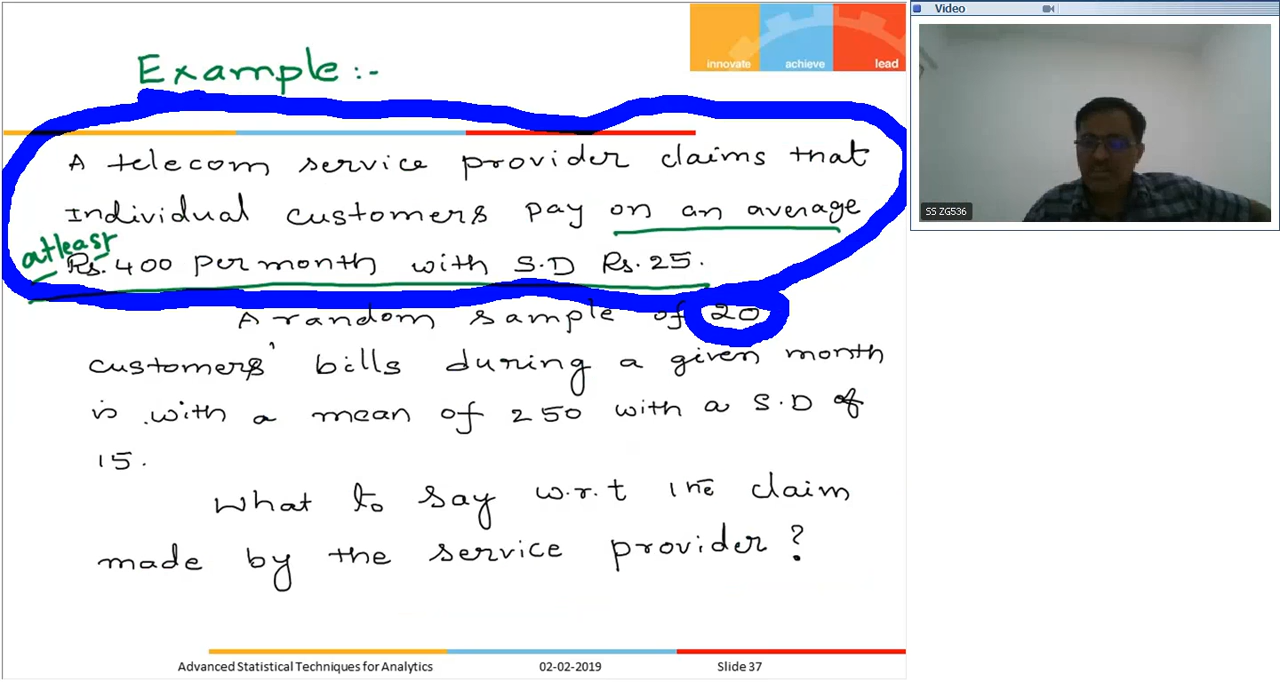 Video
innovate achieve lead
Example :-
A telecom service provider claims that
Individual customers pay on an average
atleast
Rs. 400 Per month with S.D Rs. 25.
A random sample of 20
customers' bills during a given month
is with a mean of 250 with a S.D of
15.
What to say w.r.t the claim
made by the service provider?
SS ZG536
Advanced Statistical Techniques for Analytics 02-02-2019 Slide 37